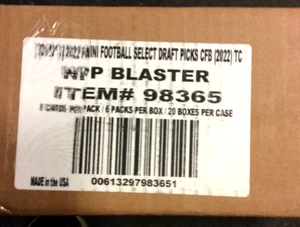 2022 PANINI FOOTBALL SELECT DRAFT PICKS CFB (2022) TC
WFP BLASTER
ITEM# 98365
5 CARDS PER PACK / 6 PACKS PER BOX / 20 BOXES PER CASE
MADE in the USA
00613297983651